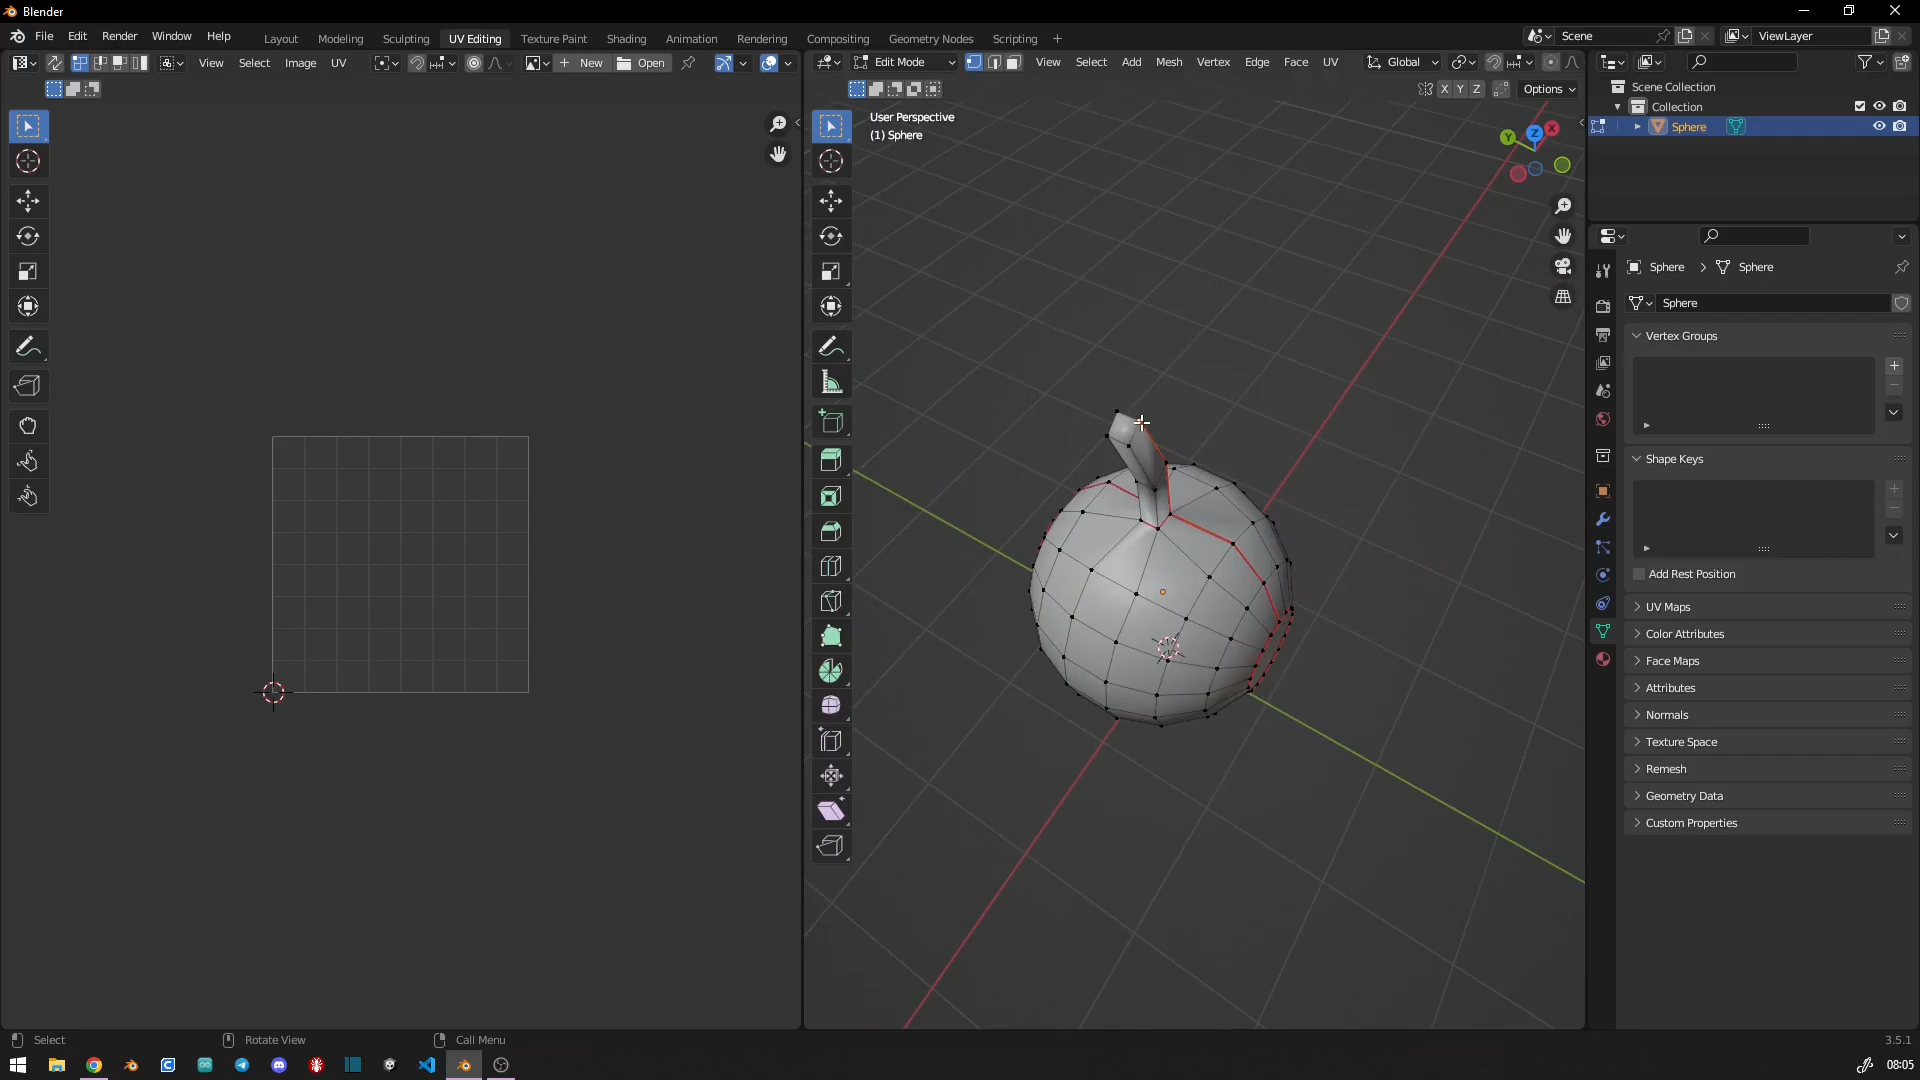 Blender
File Edit Render Window Help
Layout Modeling Sculpting UV Editing Texture Paint Shading Animation Rendering Compositing Geometry Nodes Scripting +
Scene
ViewLayer
View Select Image UV
+ New Open
Edit Mode
View Select Add Mesh Vertex Edge Face UV
Global
X Y Z
Options
User Perspective
(1) Sphere
Y Z X
Scene Collection
Collection
Sphere
Sphere > Sphere
Sphere
Vertex Groups
Shape Keys
Add Rest Position
UV Maps
Color Attributes
Face Maps
Attributes
Normals
Texture Space
Remesh
Geometry Data
Custom Properties
Select
Rotate View
Call Menu
3.5.1
08:05